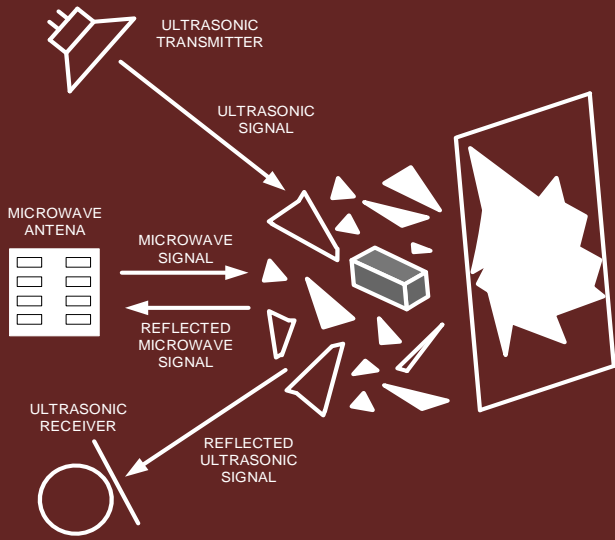 ULTRASONIC
TRANSMITTER
ULTRASONIC
SIGNAL
MICROWAVE
ANTENA
MICROWAVE
SIGNAL
REFLECTED
MICROWAVE
SIGNAL
ULTRASONIC
RECEIVER
REFLECTED
ULTRASONIC
SIGNAL